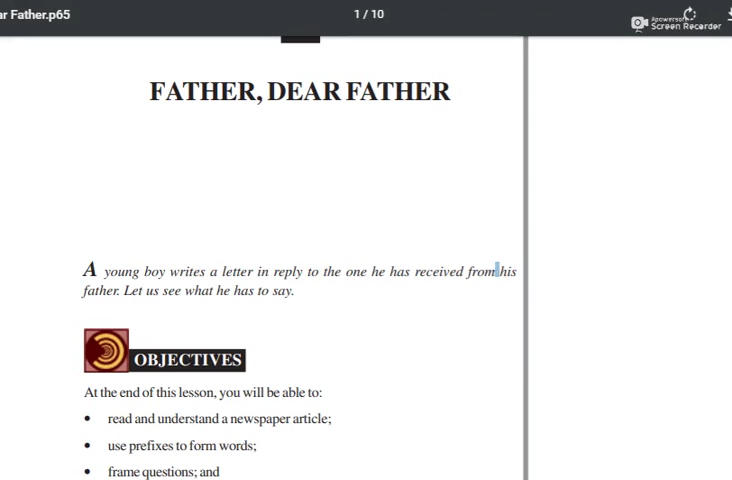 ar Father.p65
1 / 10
Apowersoft
Screen Recorder
FATHER, DEAR FATHER
A young boy writes a letter in reply to the one he has received from his
father. Let us see what he has to say.
OBJECTIVES
At the end of this lesson, you will be able to:
• read and understand a newspaper article;
• use prefixes to form words;
• frame questions; and